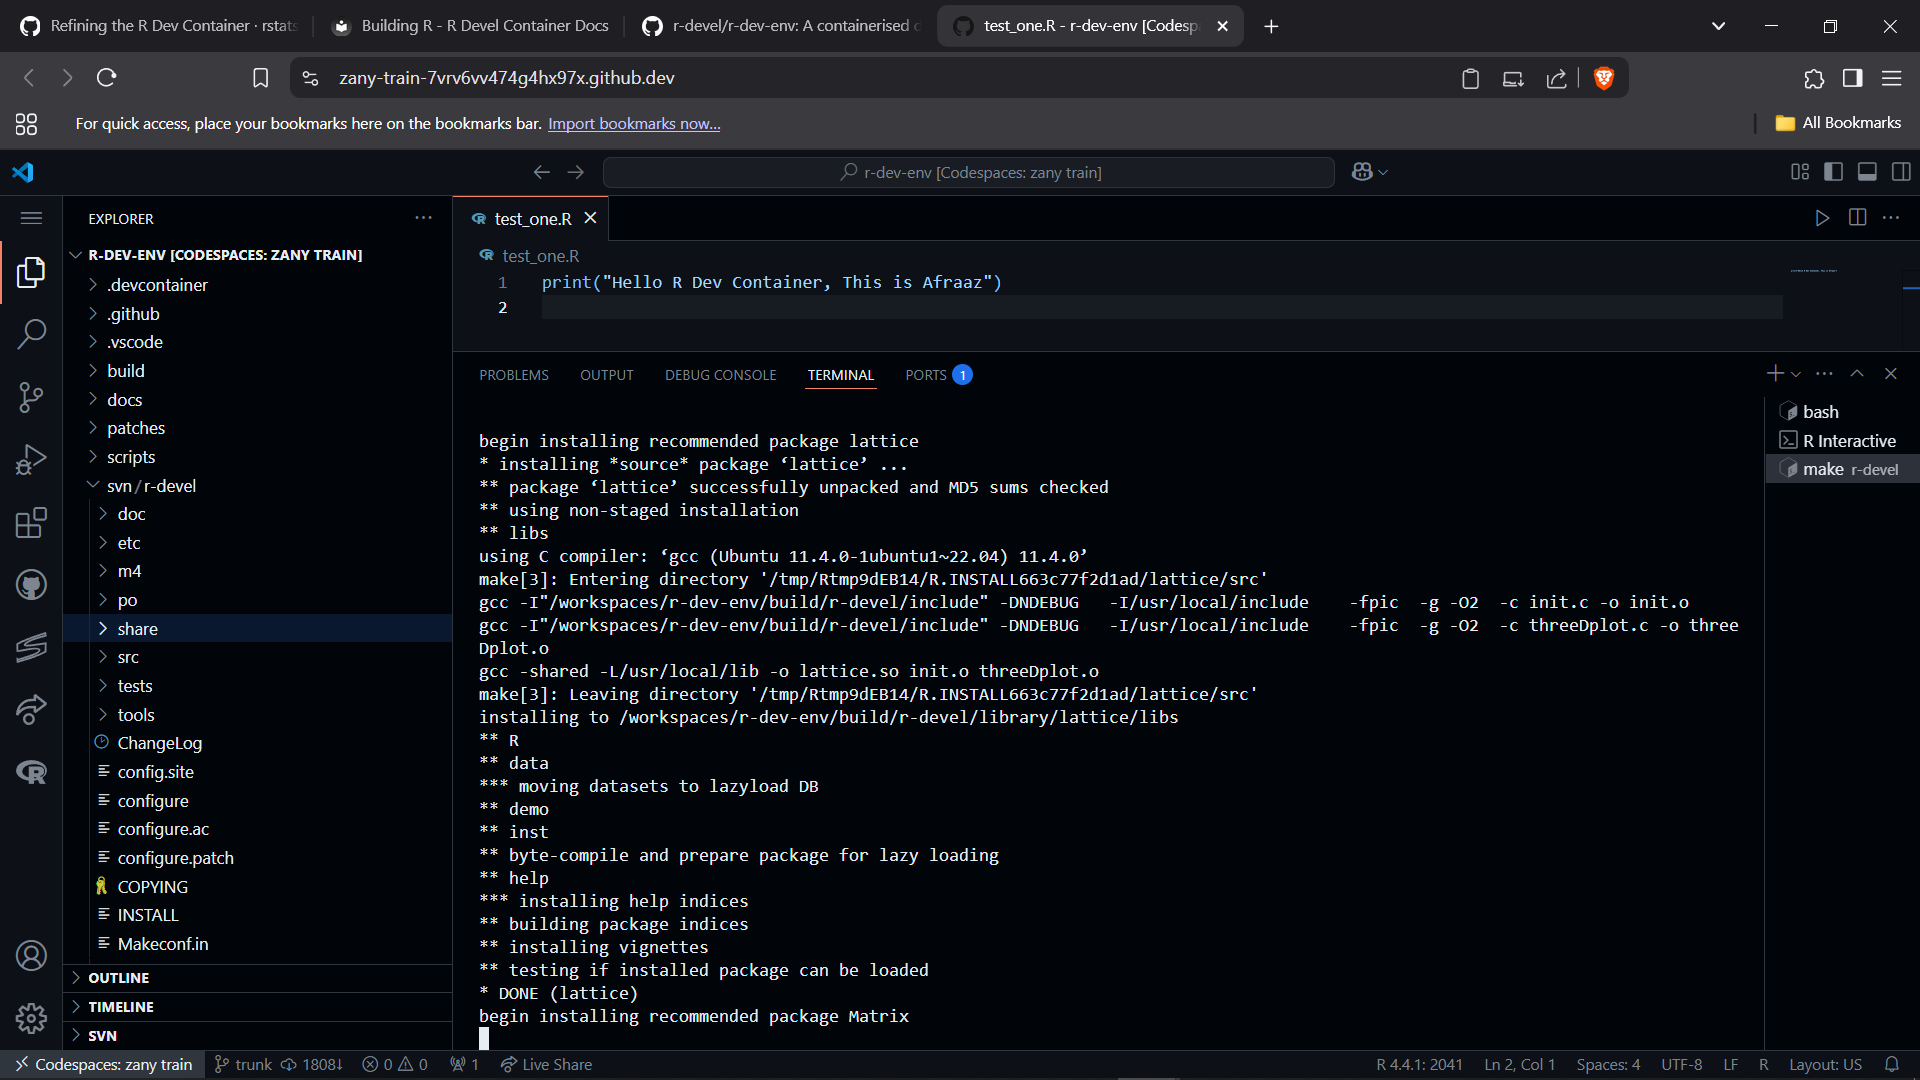 Refining the R Dev Container · rstats
Building R - R Devel Container Docs
r-devel/r-dev-env: A containerised
test_one.R - r-dev-env [Codesp
zany-train-7vrv6vv474g4hx97x.github.dev
For quick access, place your bookmarks here on the bookmarks bar. Import bookmarks now...
All Bookmarks
r-dev-env [Codespaces: zany train]
EXPLORER
R-DEV-ENV [CODESPACES: ZANY TRAIN]
.devcontainer
.github
.vscode
build
docs
patches
scripts
svn/r-devel
doc
etc
m4
po
share
src
tests
tools
ChangeLog
config.site
configure
configure.ac
configure.patch
COPYING
INSTALL
Makeconf.in
OUTLINE
TIMELINE
SVN
test_one.R
test_one.R
1 print("Hello R Dev Container, This is Afraaz")
2
PROBLEMS OUTPUT DEBUG CONSOLE TERMINAL PORTS 1
begin installing recommended package lattice
* installing *source* package ‘lattice’ ...
** package ‘lattice’ successfully unpacked and MD5 sums checked
** using non-staged installation
** libs
using C compiler: ‘gcc (Ubuntu 11.4.0-1ubuntu1~22.04) 11.4.0’
make[3]: Entering directory '/tmp/Rtmp9dEB14/R.INSTALL663c77f2d1ad/lattice/src'
gcc -I"/workspaces/r-dev-env/build/r-devel/include" -DNDEBUG   -I/usr/local/include    -fpic  -g -O2  -c init.c -o init.o
gcc -I"/workspaces/r-dev-env/build/r-devel/include" -DNDEBUG   -I/usr/local/include    -fpic  -g -O2  -c threeDplot.c -o three
Dplot.o
gcc -shared -L/usr/local/lib -o lattice.so init.o threeDplot.o
make[3]: Leaving directory '/tmp/Rtmp9dEB14/R.INSTALL663c77f2d1ad/lattice/src'
installing to /workspaces/r-dev-env/build/r-devel/library/lattice/libs
** R
** data
*** moving datasets to lazyload DB
** demo
** inst
** byte-compile and prepare package for lazy loading
** help
*** installing help indices
** building package indices
** installing vignettes
** testing if installed package can be loaded
* DONE (lattice)
begin installing recommended package Matrix
bash
R Interactive
make r-devel
Codespaces: zany train trunk 1808↓ 0 0 1 Live Share
R 4.4.1: 2041 Ln 2, Col 1 Spaces: 4 UTF-8 LF R Layout: US